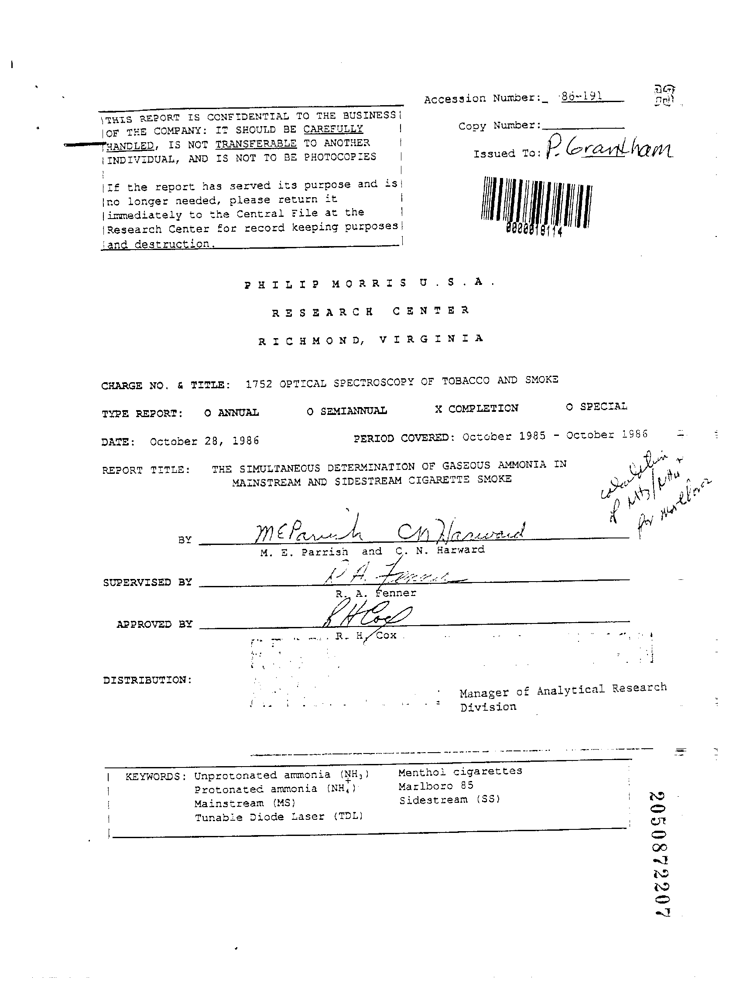 Accession Number: 86-191
THIS REPORT IS CONFIDENTIAL TO THE BUSINESS
OF THE COMPANY: IT SHOULD BE CAREFULLY
HANDLED, IS NOT TRANSFERABLE TO ANOTHER
INDIVIDUAL, AND IS NOT TO BE PHOTOCOPIES
If the report has served its purpose and is
no longer needed, please return it
immediately to the Central File at the
Research Center for record keeping purposes
and destruction.
Copy Number:
Issued To: P. Grantham
0000018114
PHILIP MORRIS U.S.A.
RESEARCH CENTER
RICHMOND, VIRGINIA
CHARGE NO. & TITLE: 1752 OPTICAL SPECTROSCOPY OF TOBACCO AND SMOKE
TYPE REPORT: O ANNUAL O SEMIANNUAL X COMPLETION O SPECIAL
DATE: October 28, 1986 PERIOD COVERED: October 1985 - October 1986
REPORT TITLE: THE SIMULTANEOUS DETERMINATION OF GASEOUS AMMONIA IN
MAINSTREAM AND SIDESTREAM CIGARETTE SMOKE
calculation
of NH3/NH4+
for Marlboro
BY M E Parrish C N Harward
M. E. Parrish and C. N. Harward
SUPERVISED BY R A. Fenner
R. A. Fenner
APPROVED BY R H Cox
R. H. Cox
DISTRIBUTION:
Manager of Analytical Research
Division
KEYWORDS: Unprotonated ammonia (NH3) Menthol cigarettes
Protonated ammonia (NH4+) Marlboro 85
Mainstream (MS) Sidestream (SS)
Tunable Diode Laser (TDL)
2050872207